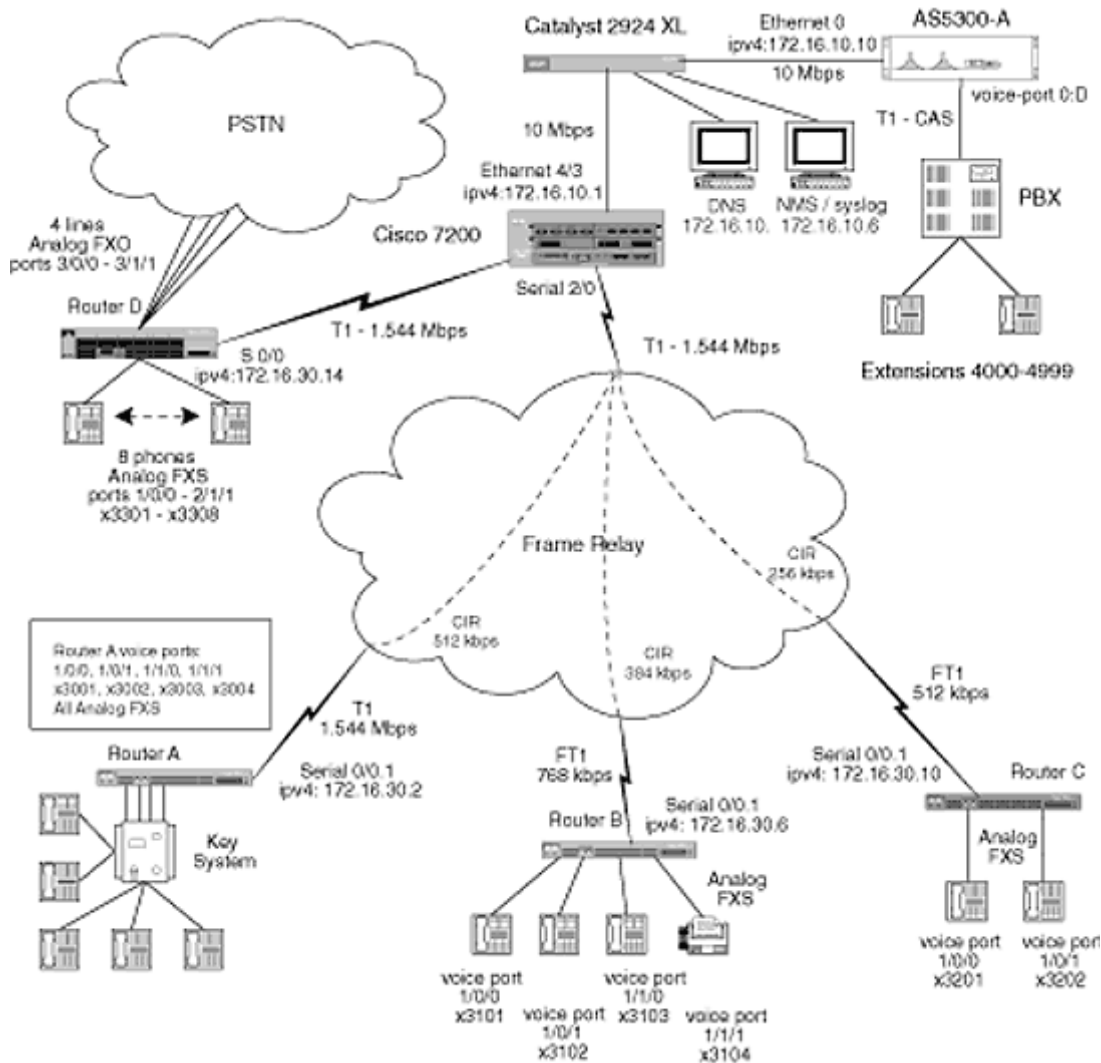 Catalyst 2924 XL
Ethernet 0
ipv4:172.16.10.10
10 Mbps
AS5300-A
voice-port 0:D
T1 - CAS
PBX
Extensions 4000-4999
PSTN
10 Mbps
Ethernet 4/3
ipv4:172.16.10.1
DNS
172.16.10.
NMS / syslog
172.16.10.6
Cisco 7200
Serial 2/0
4 lines
Analog FXO
ports 3/0/0 - 3/1/1
Router D
T1 - 1.544 Mbps
S 0/0
ipv4:172.16.30.14
T1 - 1.544 Mbps
8 phones
Analog FXS
ports 1/0/0 - 2/1/1
x3301 - x3308
Frame Relay
CIR
512 kbps
CIR
384 kbps
CIR
256 kbps
Router A voice ports:
1/0/0, 1/0/1, 1/1/0, 1/1/1
x3001, x3002, x3003, x3004
All Analog FXS
Router A
T1
1.544 Mbps
Serial 0/0.1
ipv4: 172.16.30.2
Key
System
FT1
768 kbps
Serial 0/0.1
ipv4: 172.16.30.6
Router B
Analog
FXS
voice port
1/0/0
x3101
voice port
1/0/1
x3102
voice port
1/1/0
x3103
voice port
1/1/1
x3104
FT1
512 kbps
Serial 0/0.1
ipv4: 172.16.30.10
Router C
Analog
FXS
voice port
1/0/0
x3201
voice port
1/0/1
x3202